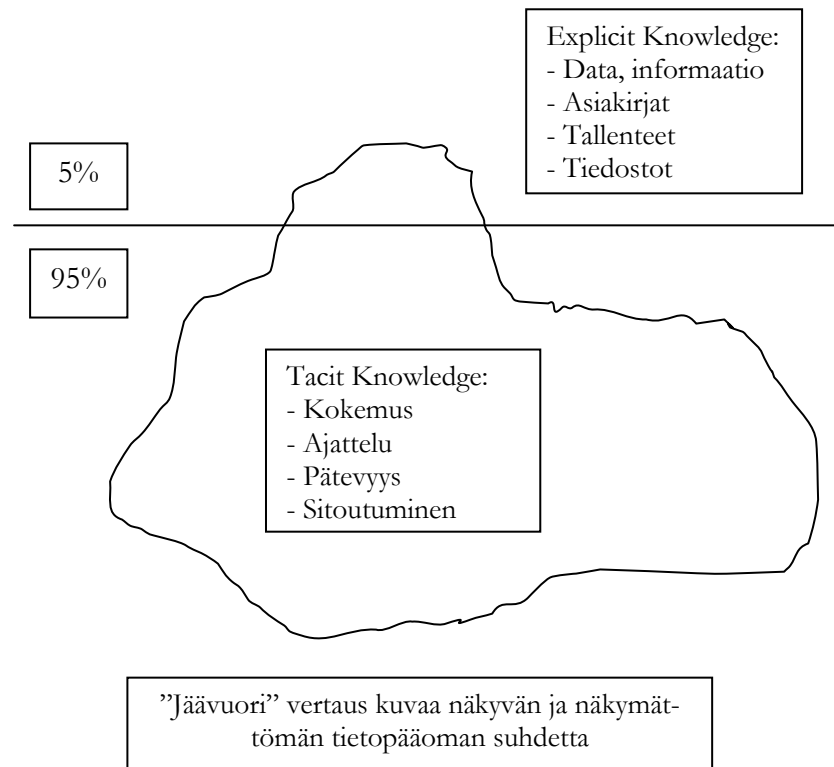 Explicit Knowledge:
- Data, informaatio
- Asiakirjat
- Tallenteet
- Tiedostot
5%
95%
Tacit Knowledge:
- Kokemus
- Ajattelu
- Pätevyys
- Sitoutuminen
”Jäävuori” vertaus kuvaa näkyvän ja näkymät-
tömän tietopääoman suhdetta